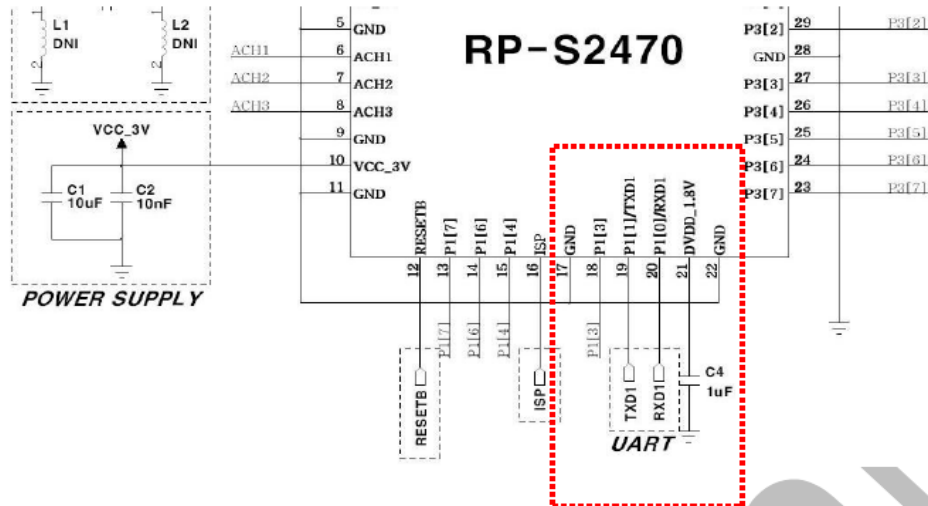 L1
DNI
2
L2
DNI
2
5 GND
ACH1 6 ACH1
ACH2 7 ACH2
ACH3 8 ACH3
9 GND
10 VCC_3V
11 GND
RP-S2470
P3[2] 29 P3[2]
GND 28
P3[3] 27 P3[3]
P3[4] 26 P3[4]
P3[5] 25 P3[5]
P3[6] 24 P3[6]
P3[7] 23 P3[7]
VCC_3V
C1
10uF
C2
10nF
POWER SUPPLY
RESETB
P1[7]
P1[6]
P1[4]
ISP
GND
P1[3]
P1[1]/TXD1
P1[0]/RXD1
DVDD_1.8V
GND
12
13
14
15
16
17
18
19
20
21
22
P1[7]
P1[6]
P1[4]
P1[3]
RESETB
ISP
TXD1
RXD1
UART
C4
1uF